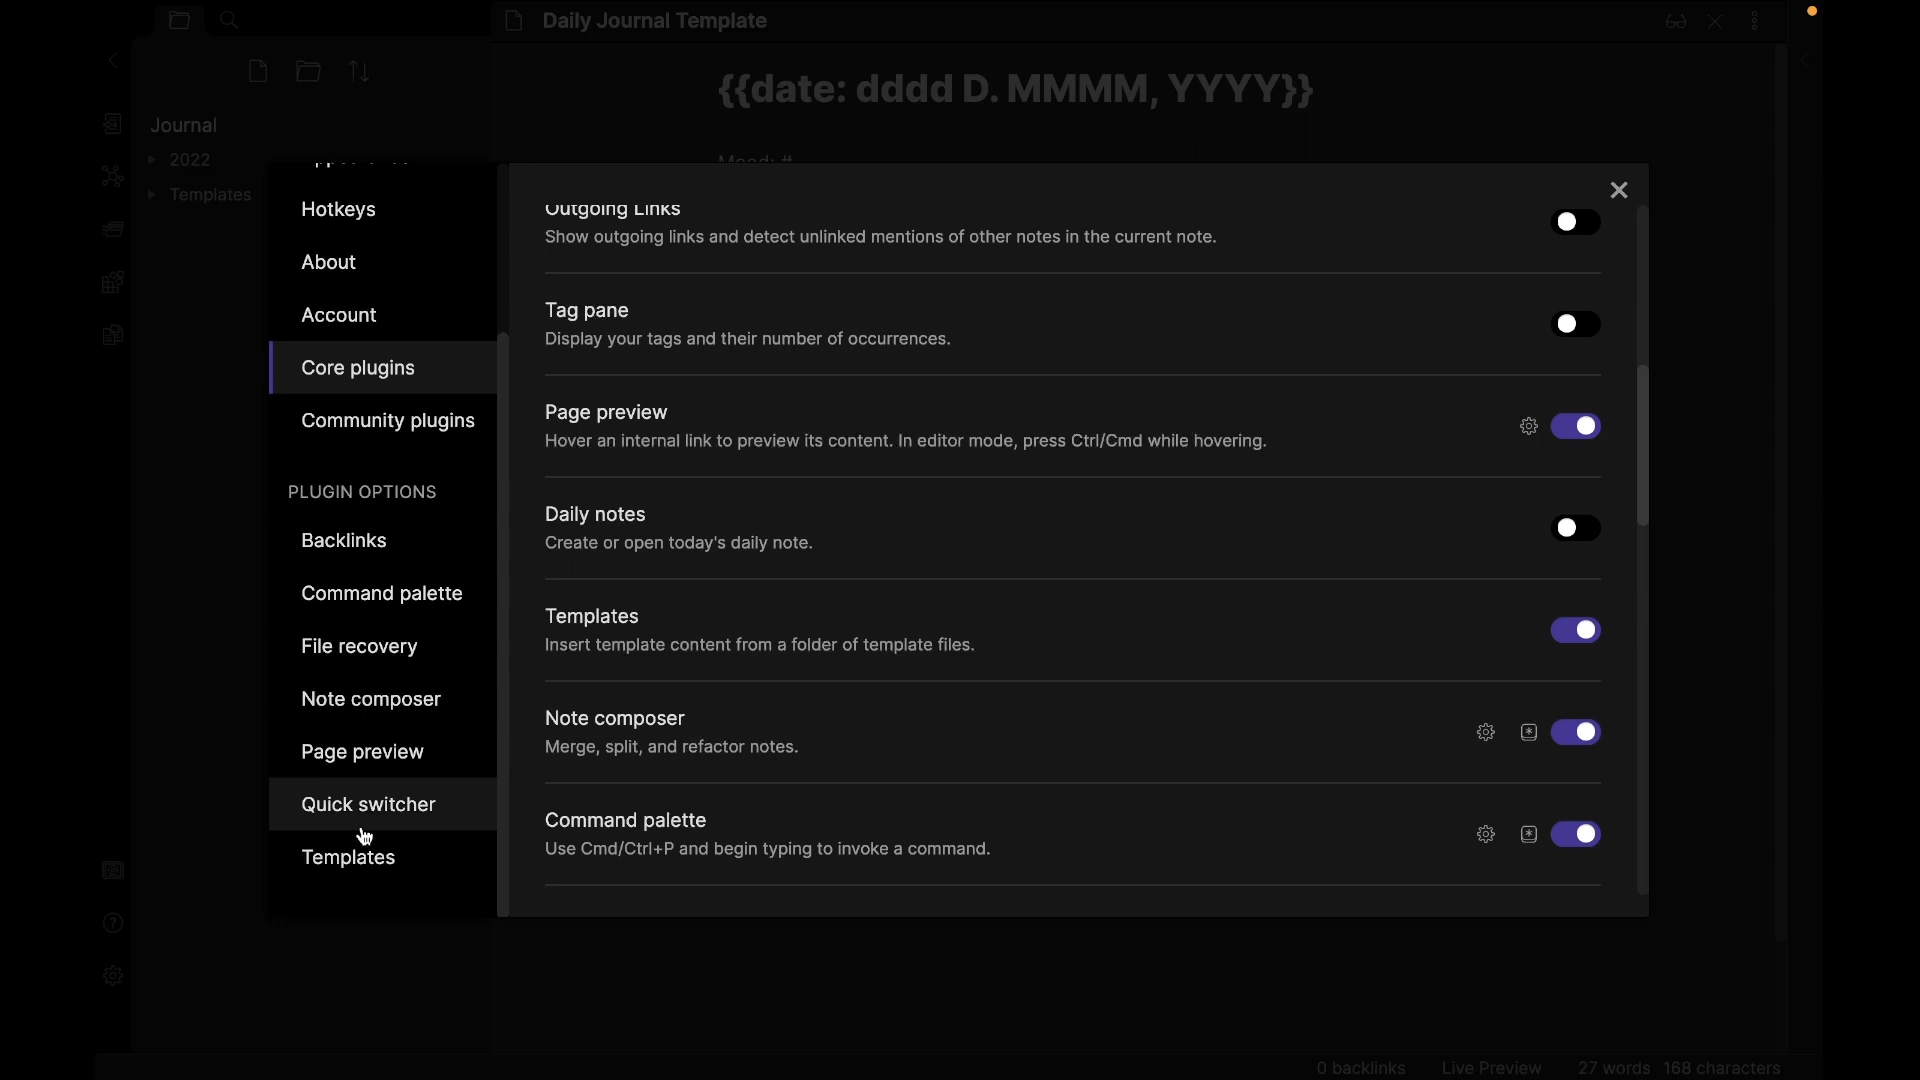 Daily Journal Template
{{date: dddd D. MMMM, YYYY}}
Journal
2022
Templates
Mood: #
Hotkeys
About
Account
Core plugins
Community plugins
PLUGIN OPTIONS
Backlinks
Command palette
File recovery
Note composer
Page preview
Quick switcher
Templates
Outgoing Links
Show outgoing links and detect unlinked mentions of other notes in the current note.
Tag pane
Display your tags and their number of occurrences.
Page preview
Hover an internal link to preview its content. In editor mode, press Ctrl/Cmd while hovering.
Daily notes
Create or open today's daily note.
Templates
Insert template content from a folder of template files.
Note composer
Merge, split, and refactor notes.
Command palette
Use Cmd/Ctrl+P and begin typing to invoke a command.
0 backlinks
Live Preview
27 words
168 characters